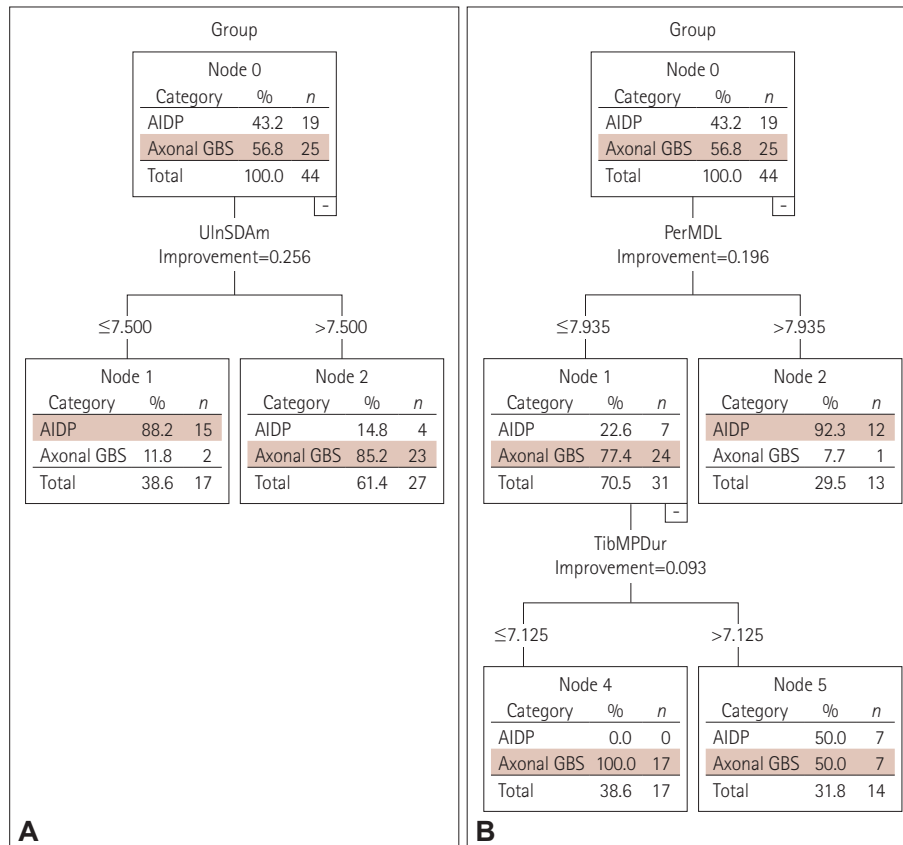 Group
Node 0
Category % n
AIDP 43.2 19
Axonal GBS 56.8 25
Total 100.0 44
-
UlnSDAm
Improvement=0.256
≤7.500 >7.500
Node 1
Category % n
AIDP 88.2 15
Axonal GBS 11.8 2
Total 38.6 17
Node 2
Category % n
AIDP 14.8 4
Axonal GBS 85.2 23
Total 61.4 27
A
Group
Node 0
Category % n
AIDP 43.2 19
Axonal GBS 56.8 25
Total 100.0 44
-
PerMDL
Improvement=0.196
≤7.935 >7.935
Node 1
Category % n
AIDP 22.6 7
Axonal GBS 77.4 24
Total 70.5 31
-
Node 2
Category % n
AIDP 92.3 12
Axonal GBS 7.7 1
Total 29.5 13
TibMPDur
Improvement=0.093
≤7.125 >7.125
Node 4
Category % n
AIDP 0.0 0
Axonal GBS 100.0 17
Total 38.6 17
Node 5
Category % n
AIDP 50.0 7
Axonal GBS 50.0 7
Total 31.8 14
B